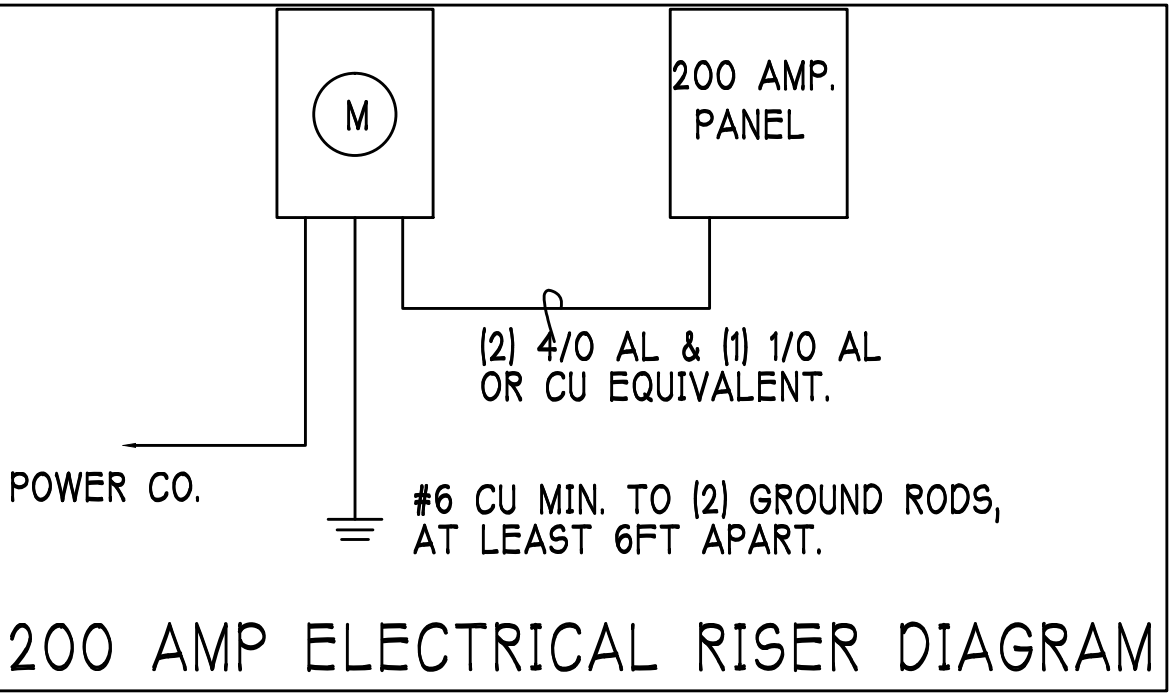 M
200 AMP.
PANEL
(2) 4/0 AL & (1) 1/0 AL
OR CU EQUIVALENT.
POWER CO.
#6 CU MIN. TO (2) GROUND RODS,
AT LEAST 6FT APART.
200 AMP ELECTRICAL RISER DIAGRAM